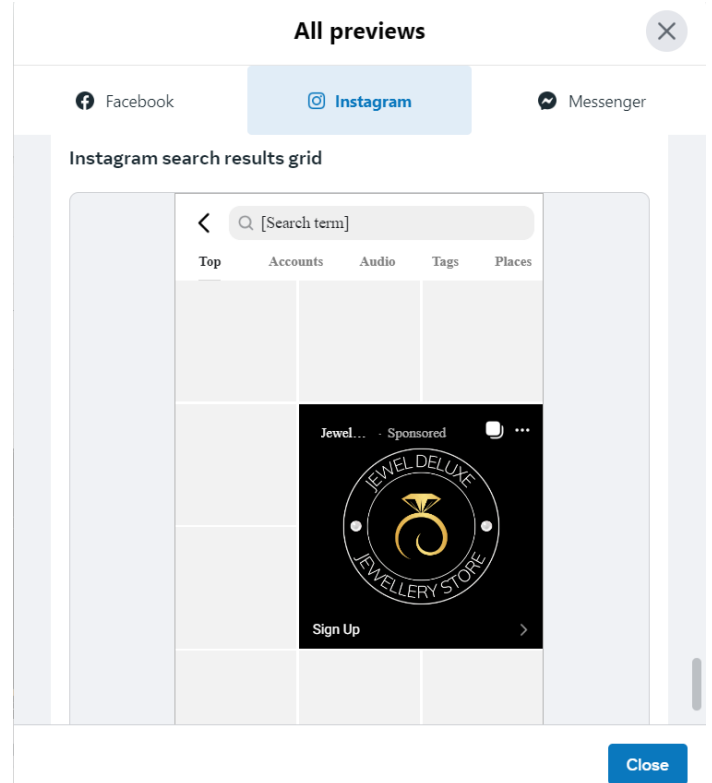 All previews
Facebook
Instagram
Messenger
Instagram search results grid
[Search term]
Top Accounts Audio Tags Places
Jewel... · Sponsored
JEWEL DELUXE
JEWELLERY STORE
Sign Up
Close